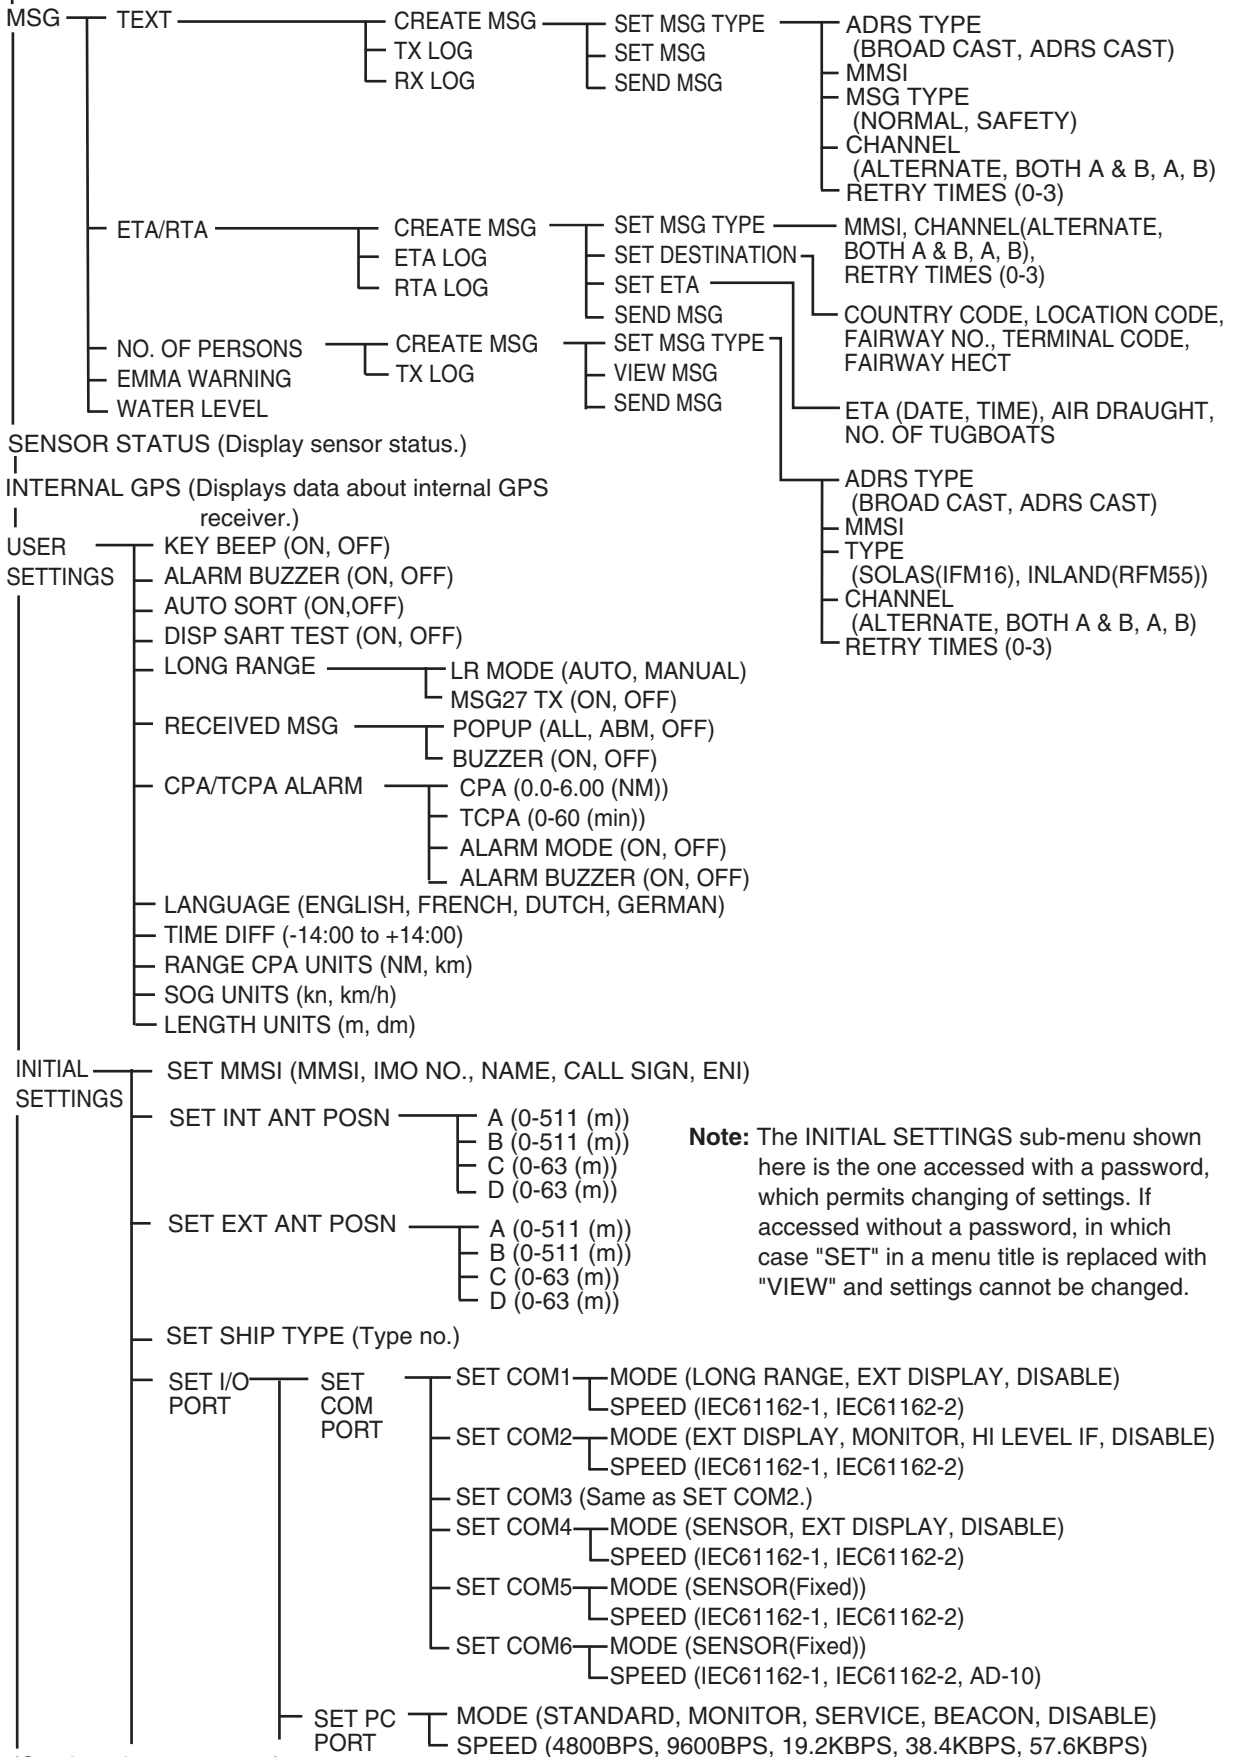 MSG TEXT CREATE MSG SET MSG TYPE ADRS TYPE
(BROAD CAST, ADRS CAST)
TX LOG SET MSG MMSI
RX LOG SEND MSG MSG TYPE
(NORMAL, SAFETY)
CHANNEL
(ALTERNATE, BOTH A & B, A, B)
RETRY TIMES (0-3)
ETA/RTA CREATE MSG SET MSG TYPE MMSI, CHANNEL(ALTERNATE,
BOTH A & B, A, B),
RETRY TIMES (0-3)
ETA LOG SET DESTINATION
RTA LOG SET ETA
SEND MSG COUNTRY CODE, LOCATION CODE,
FAIRWAY NO., TERMINAL CODE,
FAIRWAY HECT
NO. OF PERSONS CREATE MSG SET MSG TYPE
EMMA WARNING TX LOG VIEW MSG
WATER LEVEL SEND MSG ETA (DATE, TIME), AIR DRAUGHT,
NO. OF TUGBOATS
SENSOR STATUS (Display sensor status.)
INTERNAL GPS (Displays data about internal GPS
receiver.)
ADRS TYPE
(BROAD CAST, ADRS CAST)
MMSI
TYPE
(SOLAS(IFM16), INLAND(RFM55))
CHANNEL
(ALTERNATE, BOTH A & B, A, B)
RETRY TIMES (0-3)
USER
SETTINGS
KEY BEEP (ON, OFF)
ALARM BUZZER (ON, OFF)
AUTO SORT (ON,OFF)
DISP SART TEST (ON, OFF)
LONG RANGE LR MODE (AUTO, MANUAL)
MSG27 TX (ON, OFF)
RECEIVED MSG POPUP (ALL, ABM, OFF)
BUZZER (ON, OFF)
CPA/TCPA ALARM CPA (0.0-6.00 (NM))
TCPA (0-60 (min))
ALARM MODE (ON, OFF)
ALARM BUZZER (ON, OFF)
LANGUAGE (ENGLISH, FRENCH, DUTCH, GERMAN)
TIME DIFF (-14:00 to +14:00)
RANGE CPA UNITS (NM, km)
SOG UNITS (kn, km/h)
LENGTH UNITS (m, dm)
INITIAL
SETTINGS
SET MMSI (MMSI, IMO NO., NAME, CALL SIGN, ENI)
SET INT ANT POSN A (0-511 (m))
B (0-511 (m))
C (0-63 (m))
D (0-63 (m))
SET EXT ANT POSN A (0-511 (m))
B (0-511 (m))
C (0-63 (m))
D (0-63 (m))
Note: The INITIAL SETTINGS sub-menu shown
here is the one accessed with a password,
which permits changing of settings. If
accessed without a password, in which
case "SET" in a menu title is replaced with
"VIEW" and settings cannot be changed.
SET SHIP TYPE (Type no.)
SET I/O
PORT
SET
COM
PORT
SET COM1 MODE (LONG RANGE, EXT DISPLAY, DISABLE)
SPEED (IEC61162-1, IEC61162-2)
SET COM2 MODE (EXT DISPLAY, MONITOR, HI LEVEL IF, DISABLE)
SPEED (IEC61162-1, IEC61162-2)
SET COM3 (Same as SET COM2.)
SET COM4 MODE (SENSOR, EXT DISPLAY, DISABLE)
SPEED (IEC61162-1, IEC61162-2)
SET COM5 MODE (SENSOR(Fixed))
SPEED (IEC61162-1, IEC61162-2)
SET COM6 MODE (SENSOR(Fixed))
SPEED (IEC61162-1, IEC61162-2, AD-10)
SET PC
PORT
MODE (STANDARD, MONITOR, SERVICE, BEACON, DISABLE)
SPEED (4800BPS, 9600BPS, 19.2KBPS, 38.4KBPS, 57.6KBPS)